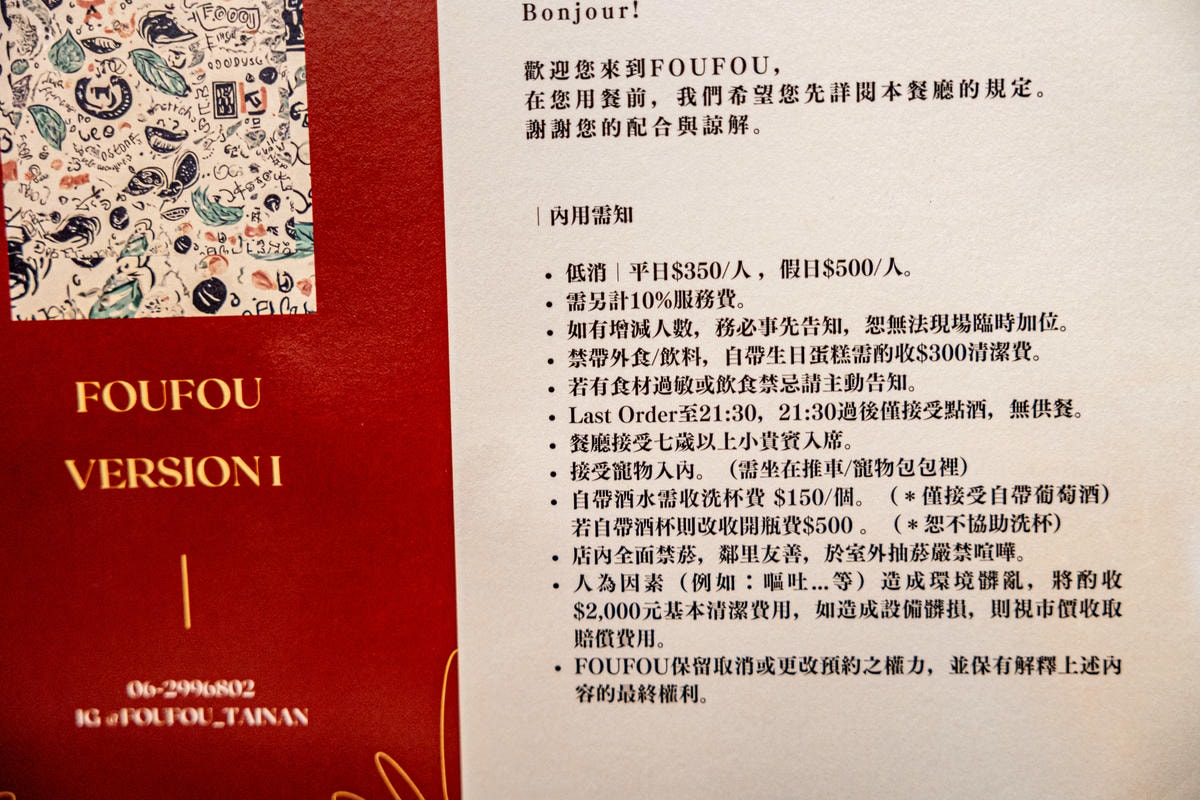 FOUFOU
VERSION I
06-2996802
IG @FOUFOU_TAINAN
Bonjour!
歡迎您來到FOUFOU，
在您用餐前，我們希望您先詳閱本餐廳的規定。
謝謝您的配合與諒解。
｜內用需知
• 低消｜平日$350/人，假日$500/人。
• 需另計10%服務費。
• 如有增減人數，務必事先告知，恕無法現場臨時加位。
• 禁帶外食/飲料，自帶生日蛋糕需酌收$300清潔費。
• 若有食材過敏或飲食禁忌請主動告知。
• Last Order至21:30，21:30過後僅接受點酒，無供餐。
• 餐廳接受七歲以上小貴賓入席。
• 接受寵物入內。（需坐在推車/寵物包包裡）
• 自帶酒水需收洗杯費 $150/個。（＊僅接受自帶葡萄酒）
若自帶酒杯則改收開瓶費$500 。（＊恕不協助洗杯）
• 店內全面禁菸，鄰里友善，於室外抽菸嚴禁喧嘩。
• 人為因素（例如：嘔吐...等）造成環境髒亂，將酌收
$2,000元基本清潔費用，如造成設備髒損，則視市價收取
賠償費用。
• FOUFOU保留取消或更改預約之權力，並保有解釋上述內
容的最終權利。